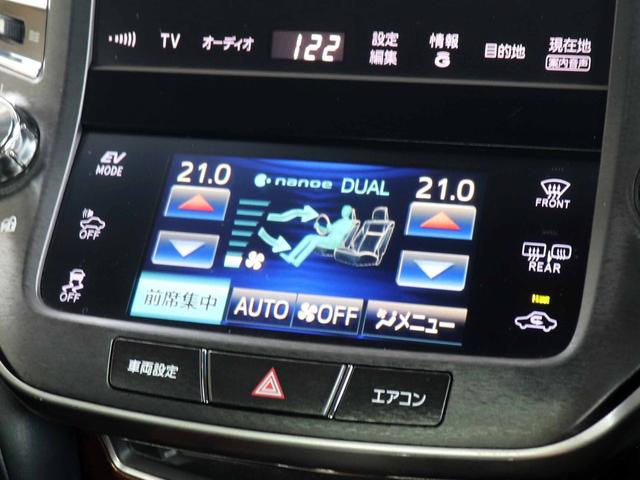 TV オーディオ 122 設定 編集 情報 目的地 現在地
案内音声
EV MODE
21.0 nanoe DUAL 21.0
FRONT
OFF
REAR
OFF
前席集中 AUTO OFF メニュー
車両設定 エアコン